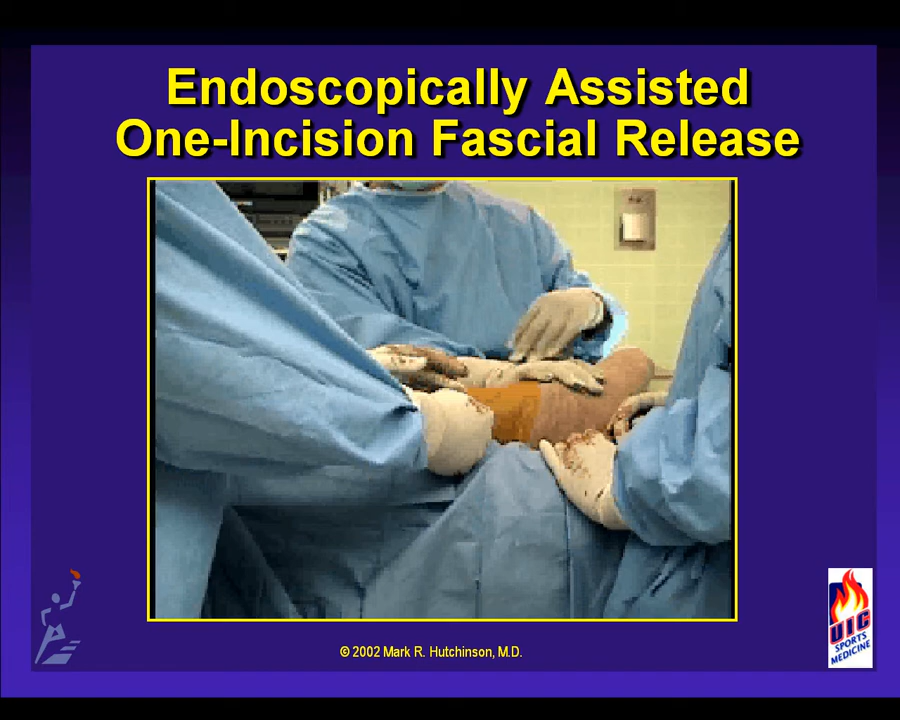 Endoscopically Assisted
One-Incision Fascial Release
© 2002 Mark R. Hutchinson, M.D.
UIC
SPORTS
MEDICINE